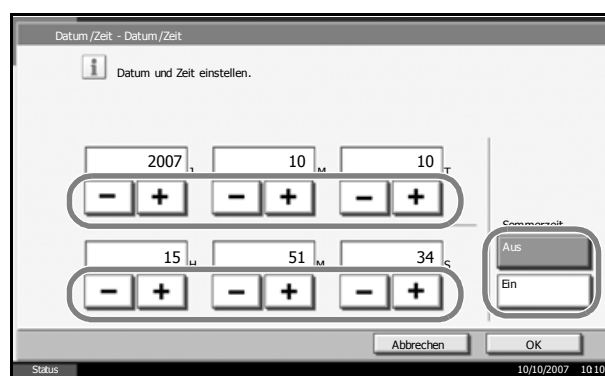 Datum/Zeit - Datum/Zeit
i Datum und Zeit einstellen.
2007 J 10 M 10 T
- + - + - +
Sommerzeit
Aus
15 H 51 M 34 S
Ein
- + - + - +
Abbrechen OK
Status 10/10/2007 10:10